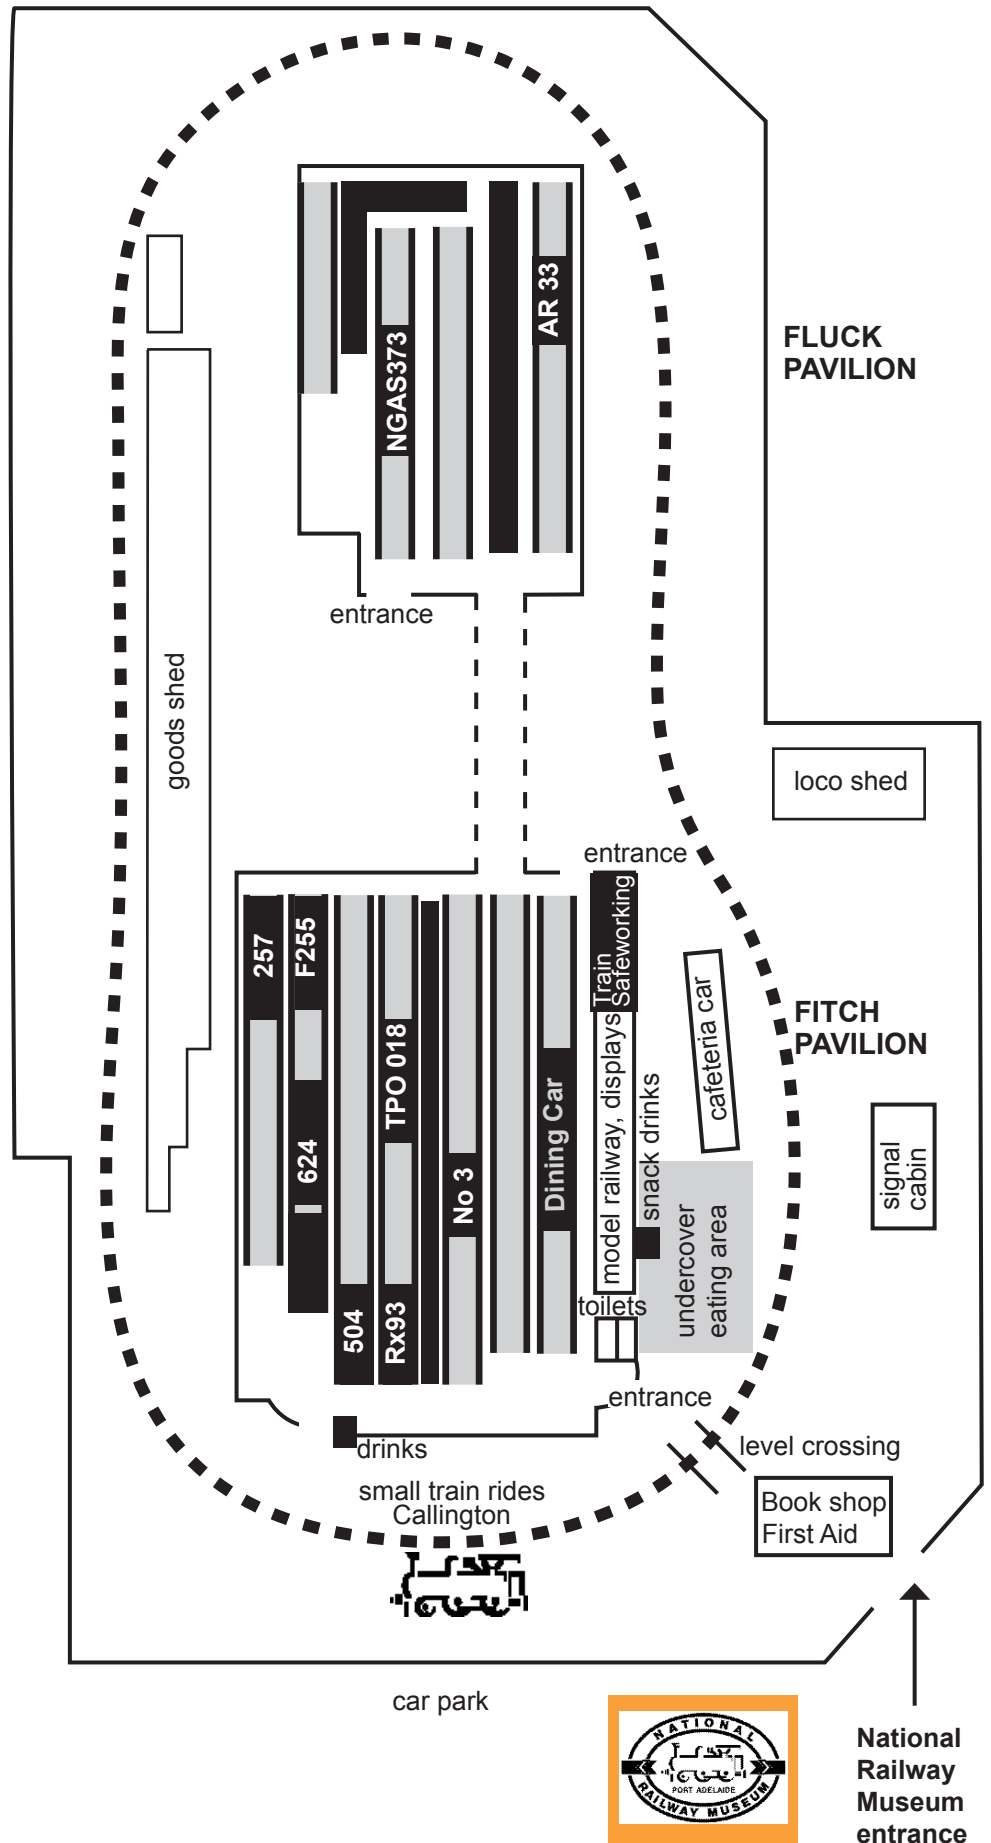 FLUCK
PAVILION
AR 33
NGAS373
entrance
goods shed
loco shed
entrance
257
F255
Train
Safeworking
TPO 018
cafeteria car
FITCH
PAVILION
model railway, displays
snack drinks
624
No 3
Dining Car
signal
cabin
undercover
eating area
504
Rx93
toilets
entrance
drinks
level crossing
small train rides
Callington
Book shop
First Aid
car park
NATIONAL
PORT ADELAIDE
RAILWAY MUSEUM
National
Railway
Museum
entrance